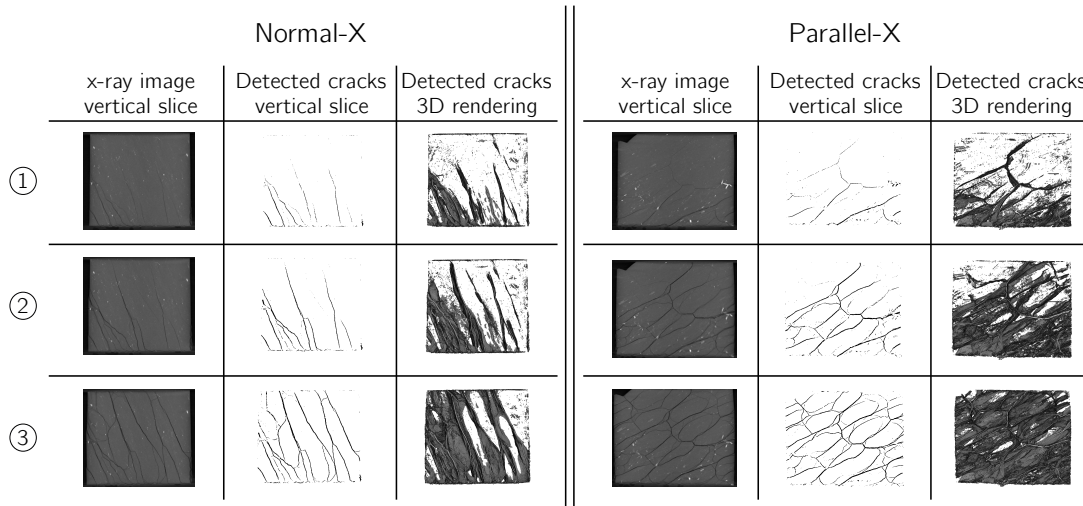 Normal-X
Parallel-X
x-ray image Detected cracks Detected cracks x-ray image Detected cracks Detected cracks
vertical slice vertical slice 3D rendering vertical slice vertical slice 3D rendering
①
②
③